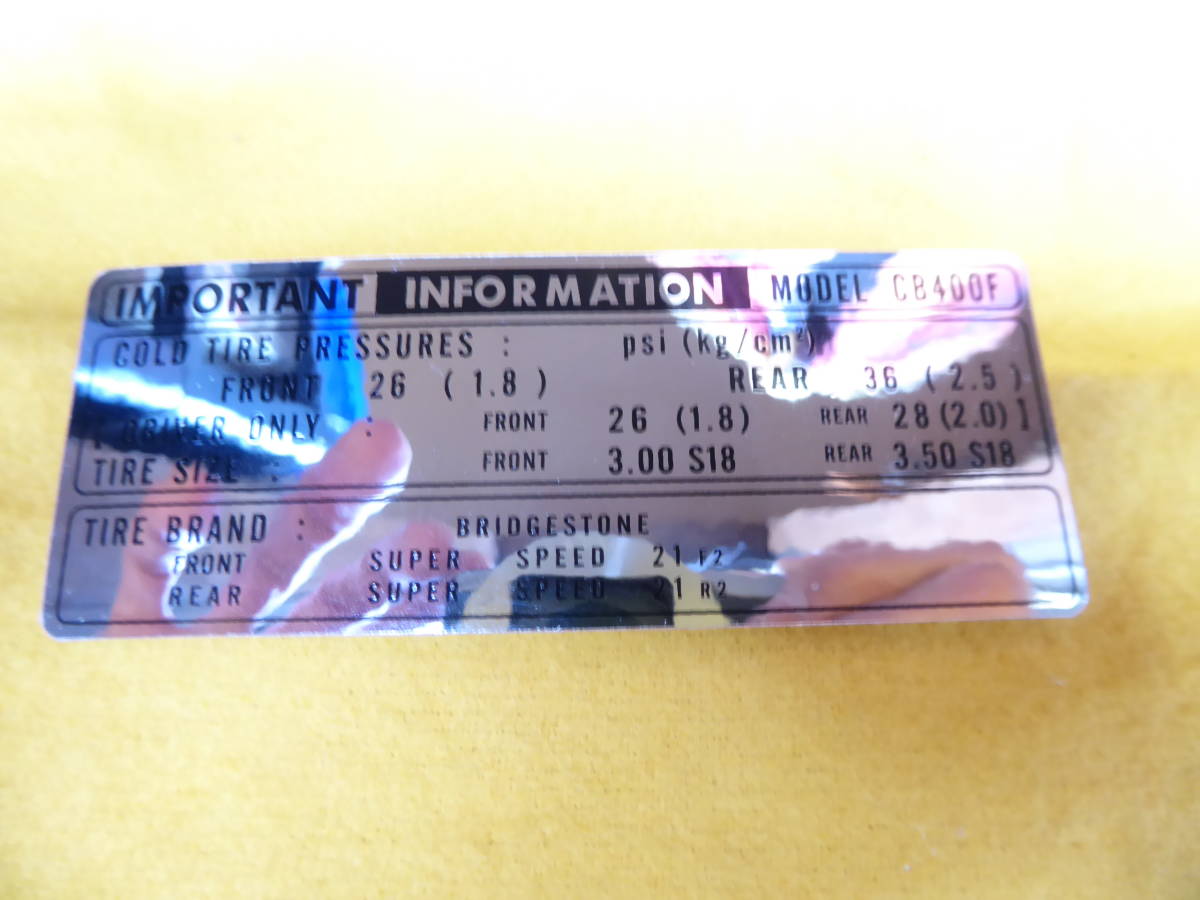 IMPORTANT INFORMATION MODEL CB400F
COLD TIRE PRESSURES : psi (kg/cm²)
FRONT 26 (1.8) REAR 36 (2.5)
[ DRIVER ONLY : FRONT 26 (1.8) REAR 28 (2.0) ]
TIRE SIZE : FRONT 3.00 S18 REAR 3.50 S18
TIRE BRAND : BRIDGESTONE
FRONT SUPER SPEED 21 F2
REAR SUPER SPEED 21 R2